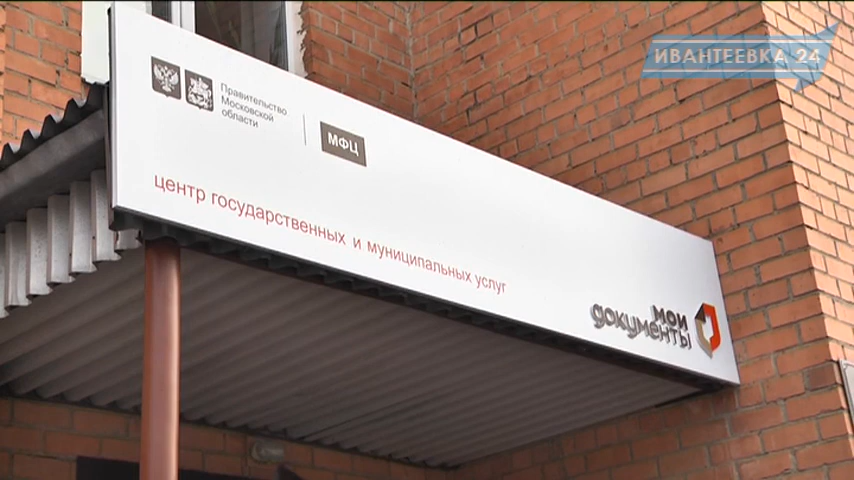 ИВАНТЕЕВКА 24
Правительство
Московской
области
МФЦ
центр государственных и муниципальных услуг
мои
документы